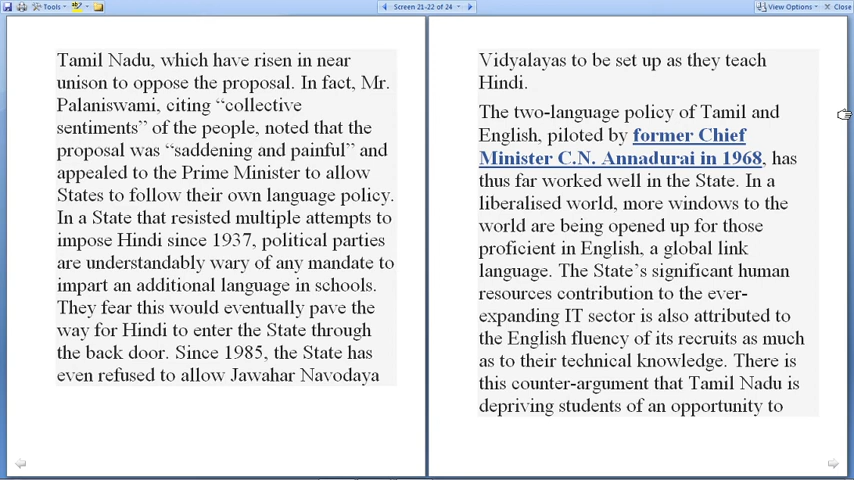 Tools
Screen 21-22 of 24
View Options
Close
Tamil Nadu, which have risen in near
unison to oppose the proposal. In fact, Mr.
Palaniswami, citing “collective
sentiments” of the people, noted that the
proposal was “saddening and painful” and
appealed to the Prime Minister to allow
States to follow their own language policy.
In a State that resisted multiple attempts to
impose Hindi since 1937, political parties
are understandably wary of any mandate to
impart an additional language in schools.
They fear this would eventually pave the
way for Hindi to enter the State through
the back door. Since 1985, the State has
even refused to allow Jawahar Navodaya
Vidyalayas to be set up as they teach
Hindi.
The two-language policy of Tamil and
English, piloted by former Chief
Minister C.N. Annadurai in 1968, has
thus far worked well in the State. In a
liberalised world, more windows to the
world are being opened up for those
proficient in English, a global link
language. The State’s significant human
resources contribution to the ever-
expanding IT sector is also attributed to
the English fluency of its recruits as much
as to their technical knowledge. There is
this counter-argument that Tamil Nadu is
depriving students of an opportunity to